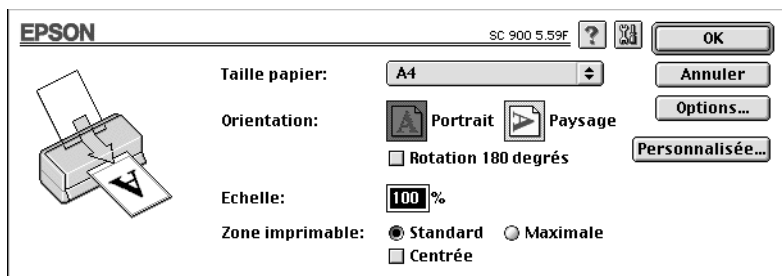 EPSON SC 900 5.59F ? OK
Taille papier: A4 Annuler
Options...
Orientation: A Portrait A Paysage
Rotation 180 degrés Personnalisée...
A
Echelle: 100 %
Zone imprimable: Standard Maximale
Centrée